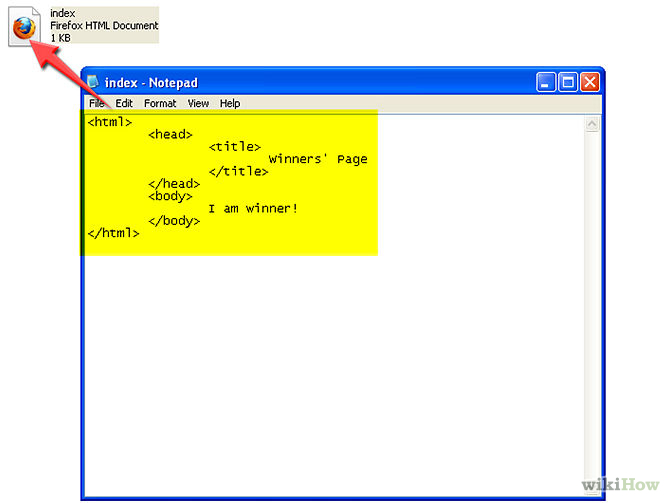 index
Firefox HTML Document
1 KB
index - Notepad
File Edit Format View Help
<html>
<head>
<title>
Winners' Page
</title>
</head>
<body>
I am winner!
</body>
</html>
wikiHow